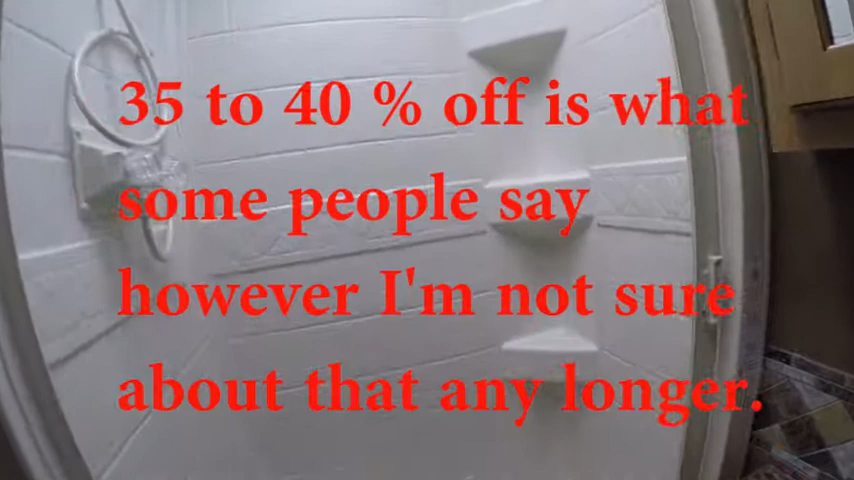 35 to 40 % off is what
some people say
however I'm not sure
about that any longer.